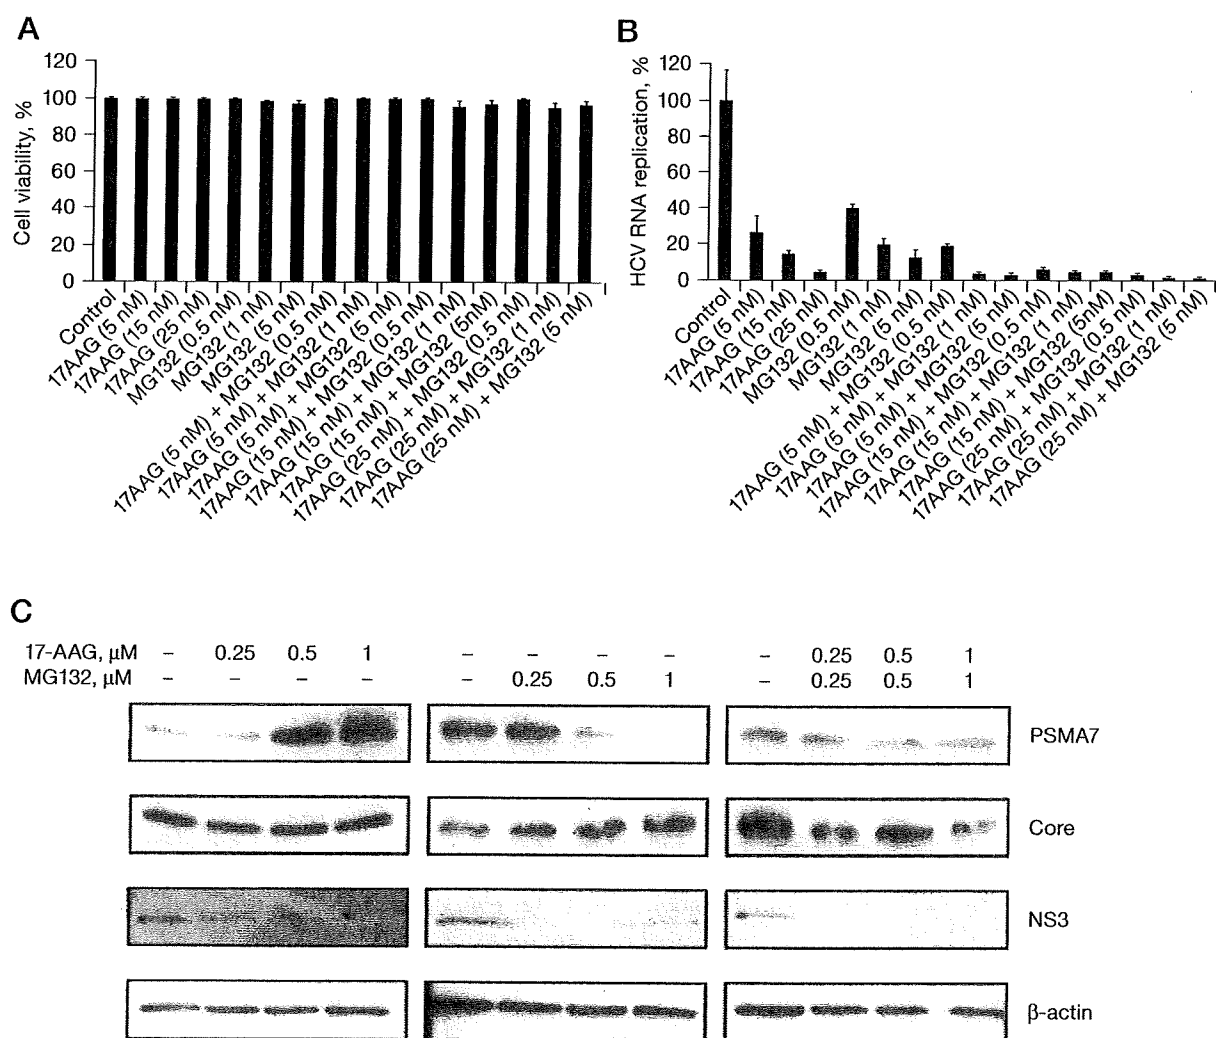 A
120
100
80
60
40
20
0
Cell viability, %
Control
17AAG (5 nM)
17AAG (15 nM)
17AAG (25 nM)
MG132 (0.5 nM)
MG132 (1 nM)
MG132 (5 nM)
17AAG (5 nM) + MG132 (0.5 nM)
17AAG (5 nM) + MG132 (1 nM)
17AAG (5 nM) + MG132 (5 nM)
17AAG (15 nM) + MG132 (0.5 nM)
17AAG (15 nM) + MG132 (1 nM)
17AAG (15 nM) + MG132 (5nM)
17AAG (25 nM) + MG132 (0.5 nM)
17AAG (25 nM) + MG132 (1 nM)
17AAG (25 nM) + MG132 (5 nM)
B
120
100
80
60
40
20
0
HCV RNA replication, %
Control
17AAG (5 nM)
17AAG (15 nM)
17AAG (25 nM)
MG132 (0.5 nM)
MG132 (1 nM)
MG132 (5 nM)
17AAG (5 nM) + MG132 (0.5 nM)
17AAG (5 nM) + MG132 (1 nM)
17AAG (5 nM) + MG132 (5 nM)
17AAG (15 nM) + MG132 (0.5 nM)
17AAG (15 nM) + MG132 (1 nM)
17AAG (15 nM) + MG132 (5nM)
17AAG (25 nM) + MG132 (0.5 nM)
17AAG (25 nM) + MG132 (1 nM)
17AAG (25 nM) + MG132 (5 nM)
C
17-AAG, μM – 0.25 0.5 1 – – – – – 0.25 0.5 1
MG132, μM – – – – – 0.25 0.5 1 – 0.25 0.5 1
PSMA7
Core
NS3
β-actin